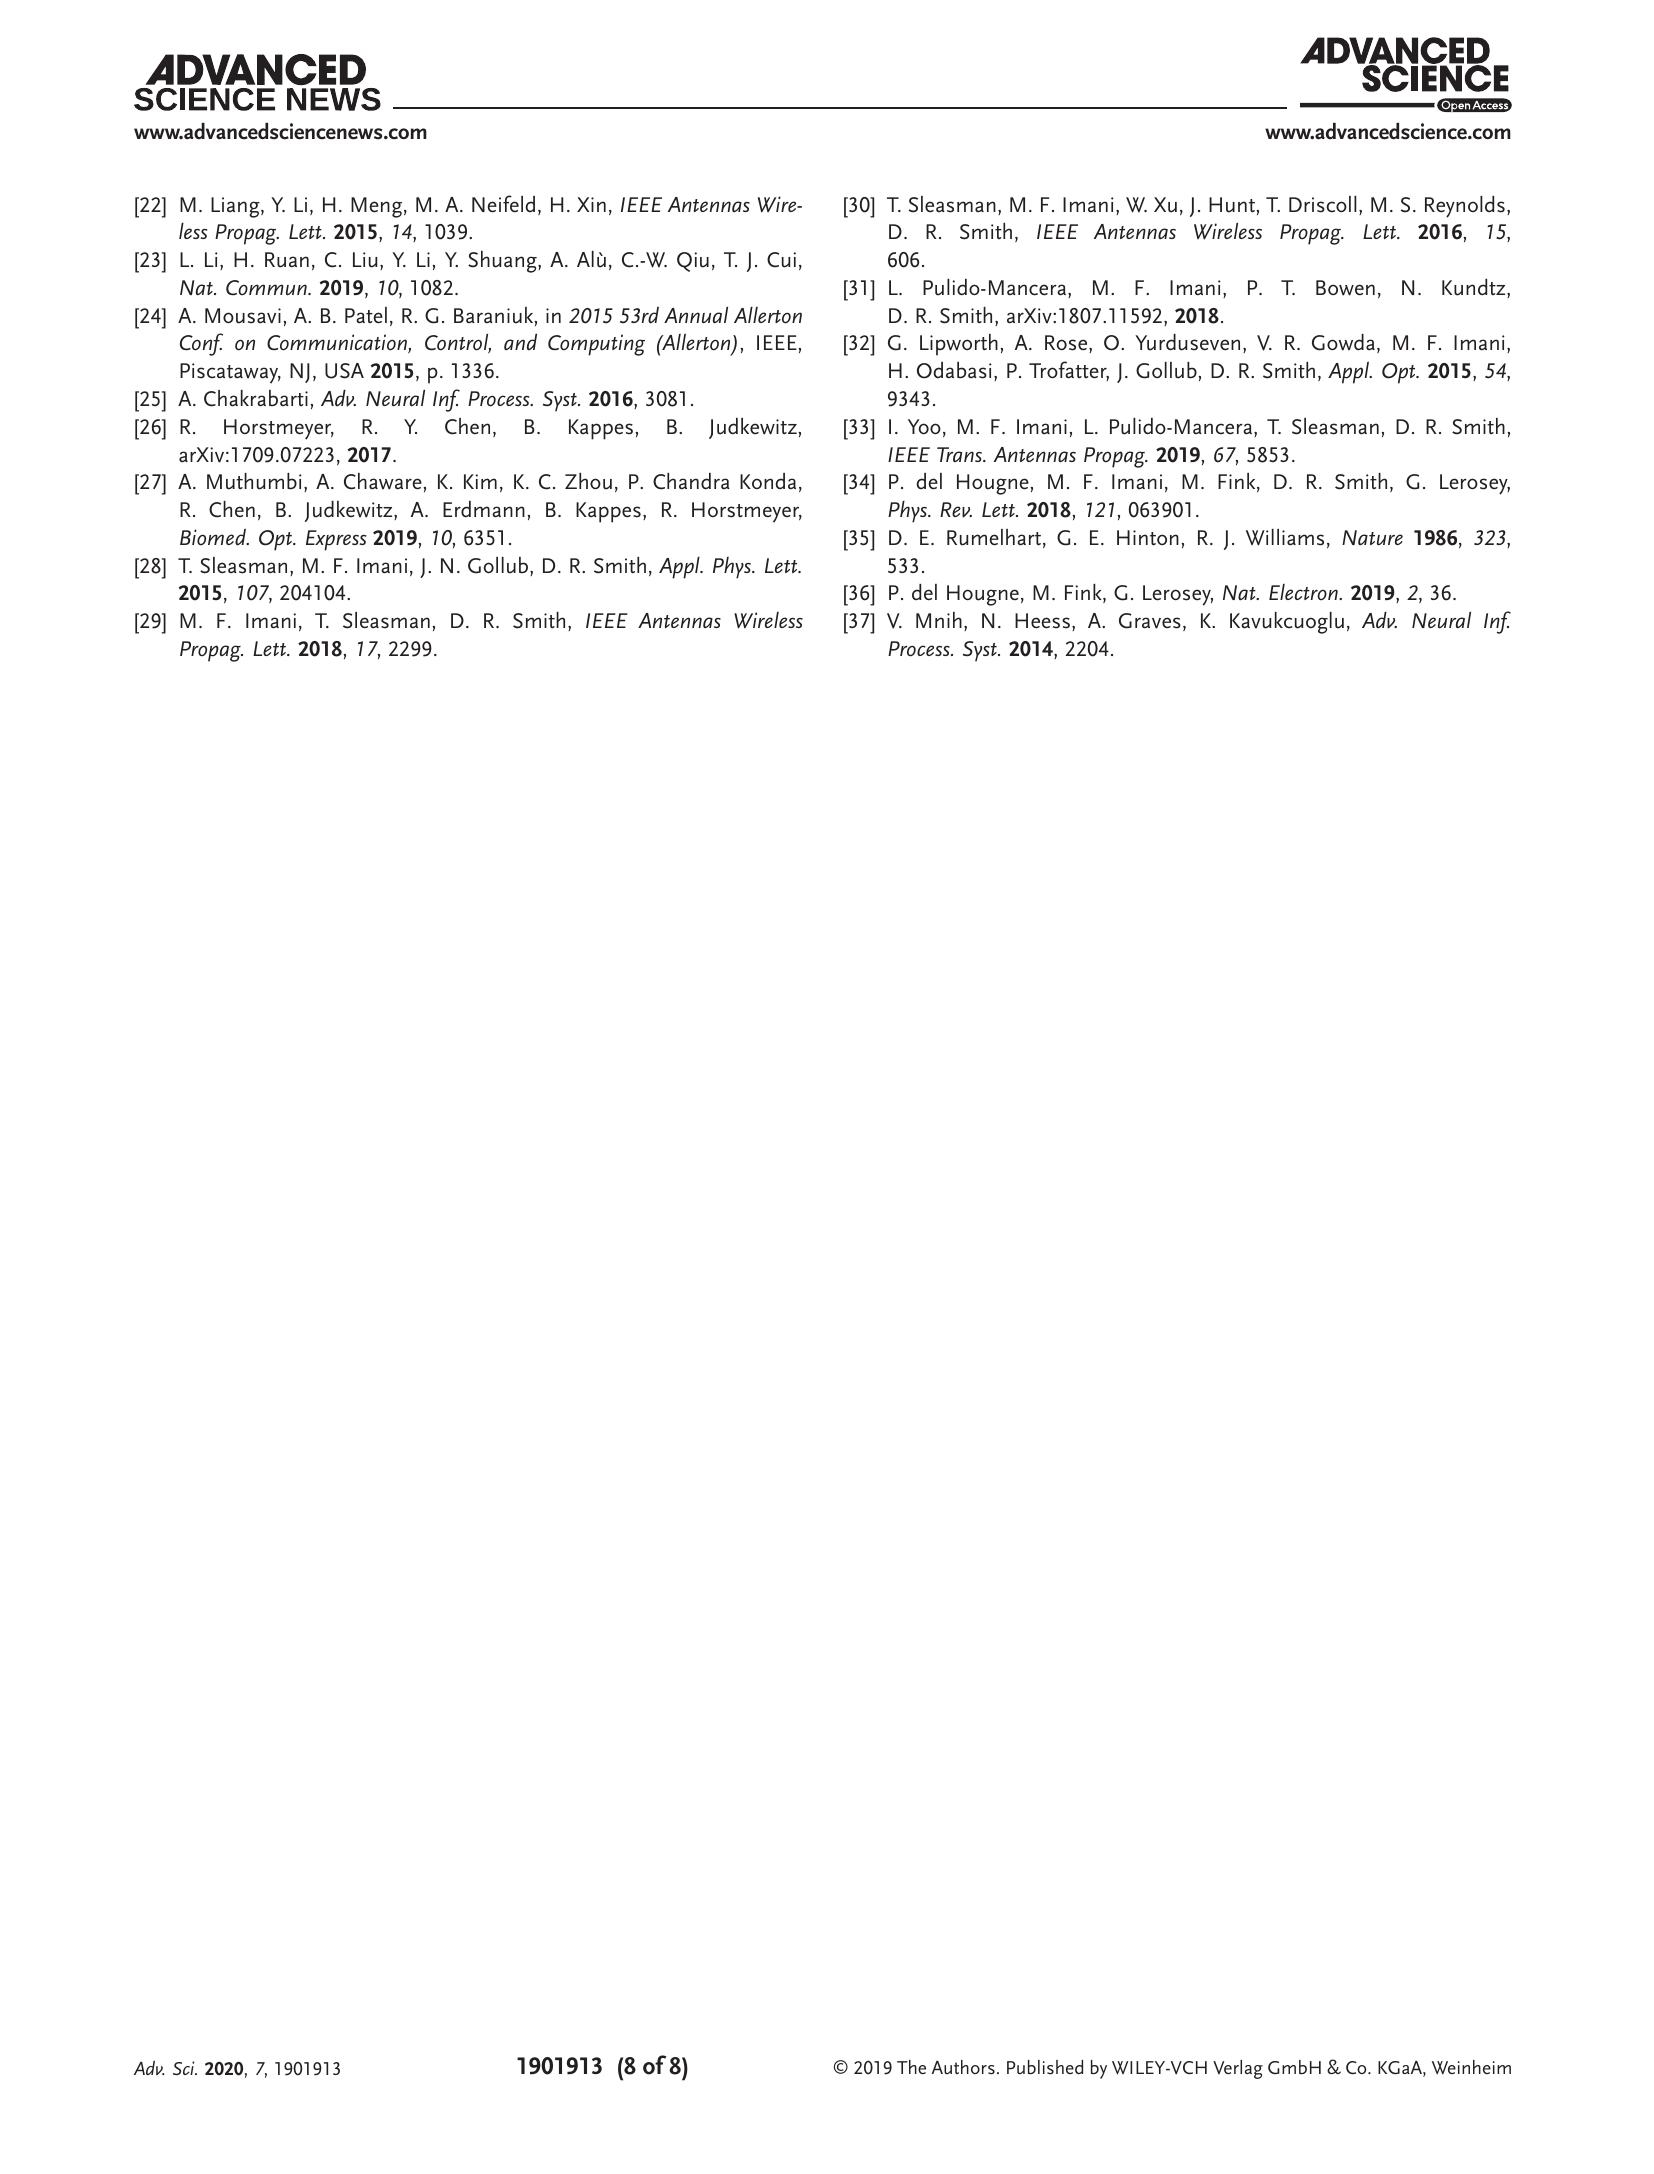 ADVANCED
SCIENCE NEWS
www.advancedsciencenews.com
ADVANCED
SCIENCE
Open Access
www.advancedscience.com
[22] M. Liang, Y. Li, H. Meng, M. A. Neifeld, H. Xin, IEEE Antennas Wire-
less Propag. Lett. 2015, 14, 1039.
[23] L. Li, H. Ruan, C. Liu, Y. Li, Y. Shuang, A. Alù, C.-W. Qiu, T. J. Cui,
Nat. Commun. 2019, 10, 1082.
[24] A. Mousavi, A. B. Patel, R. G. Baraniuk, in 2015 53rd Annual Allerton
Conf. on Communication, Control, and Computing (Allerton), IEEE,
Piscataway, NJ, USA 2015, p. 1336.
[25] A. Chakrabarti, Adv. Neural Inf. Process. Syst. 2016, 3081.
[26] R. Horstmeyer, R. Y. Chen, B. Kappes, B. Judkewitz,
arXiv:1709.07223, 2017.
[27] A. Muthumbi, A. Chaware, K. Kim, K. C. Zhou, P. Chandra Konda,
R. Chen, B. Judkewitz, A. Erdmann, B. Kappes, R. Horstmeyer,
Biomed. Opt. Express 2019, 10, 6351.
[28] T. Sleasman, M. F. Imani, J. N. Gollub, D. R. Smith, Appl. Phys. Lett.
2015, 107, 204104.
[29] M. F. Imani, T. Sleasman, D. R. Smith, IEEE Antennas Wireless
Propag. Lett. 2018, 17, 2299.
[30] T. Sleasman, M. F. Imani, W. Xu, J. Hunt, T. Driscoll, M. S. Reynolds,
D. R. Smith, IEEE Antennas Wireless Propag. Lett. 2016, 15,
606.
[31] L. Pulido-Mancera, M. F. Imani, P. T. Bowen, N. Kundtz,
D. R. Smith, arXiv:1807.11592, 2018.
[32] G. Lipworth, A. Rose, O. Yurduseven, V. R. Gowda, M. F. Imani,
H. Odabasi, P. Trofatter, J. Gollub, D. R. Smith, Appl. Opt. 2015, 54,
9343.
[33] I. Yoo, M. F. Imani, L. Pulido-Mancera, T. Sleasman, D. R. Smith,
IEEE Trans. Antennas Propag. 2019, 67, 5853.
[34] P. del Hougne, M. F. Imani, M. Fink, D. R. Smith, G. Lerosey,
Phys. Rev. Lett. 2018, 121, 063901.
[35] D. E. Rumelhart, G. E. Hinton, R. J. Williams, Nature 1986, 323,
533.
[36] P. del Hougne, M. Fink, G. Lerosey, Nat. Electron. 2019, 2, 36.
[37] V. Mnih, N. Heess, A. Graves, K. Kavukcuoglu, Adv. Neural Inf.
Process. Syst. 2014, 2204.
Adv. Sci. 2020, 7, 1901913
1901913 (8 of 8)
© 2019 The Authors. Published by WILEY-VCH Verlag GmbH & Co. KGaA, Weinheim